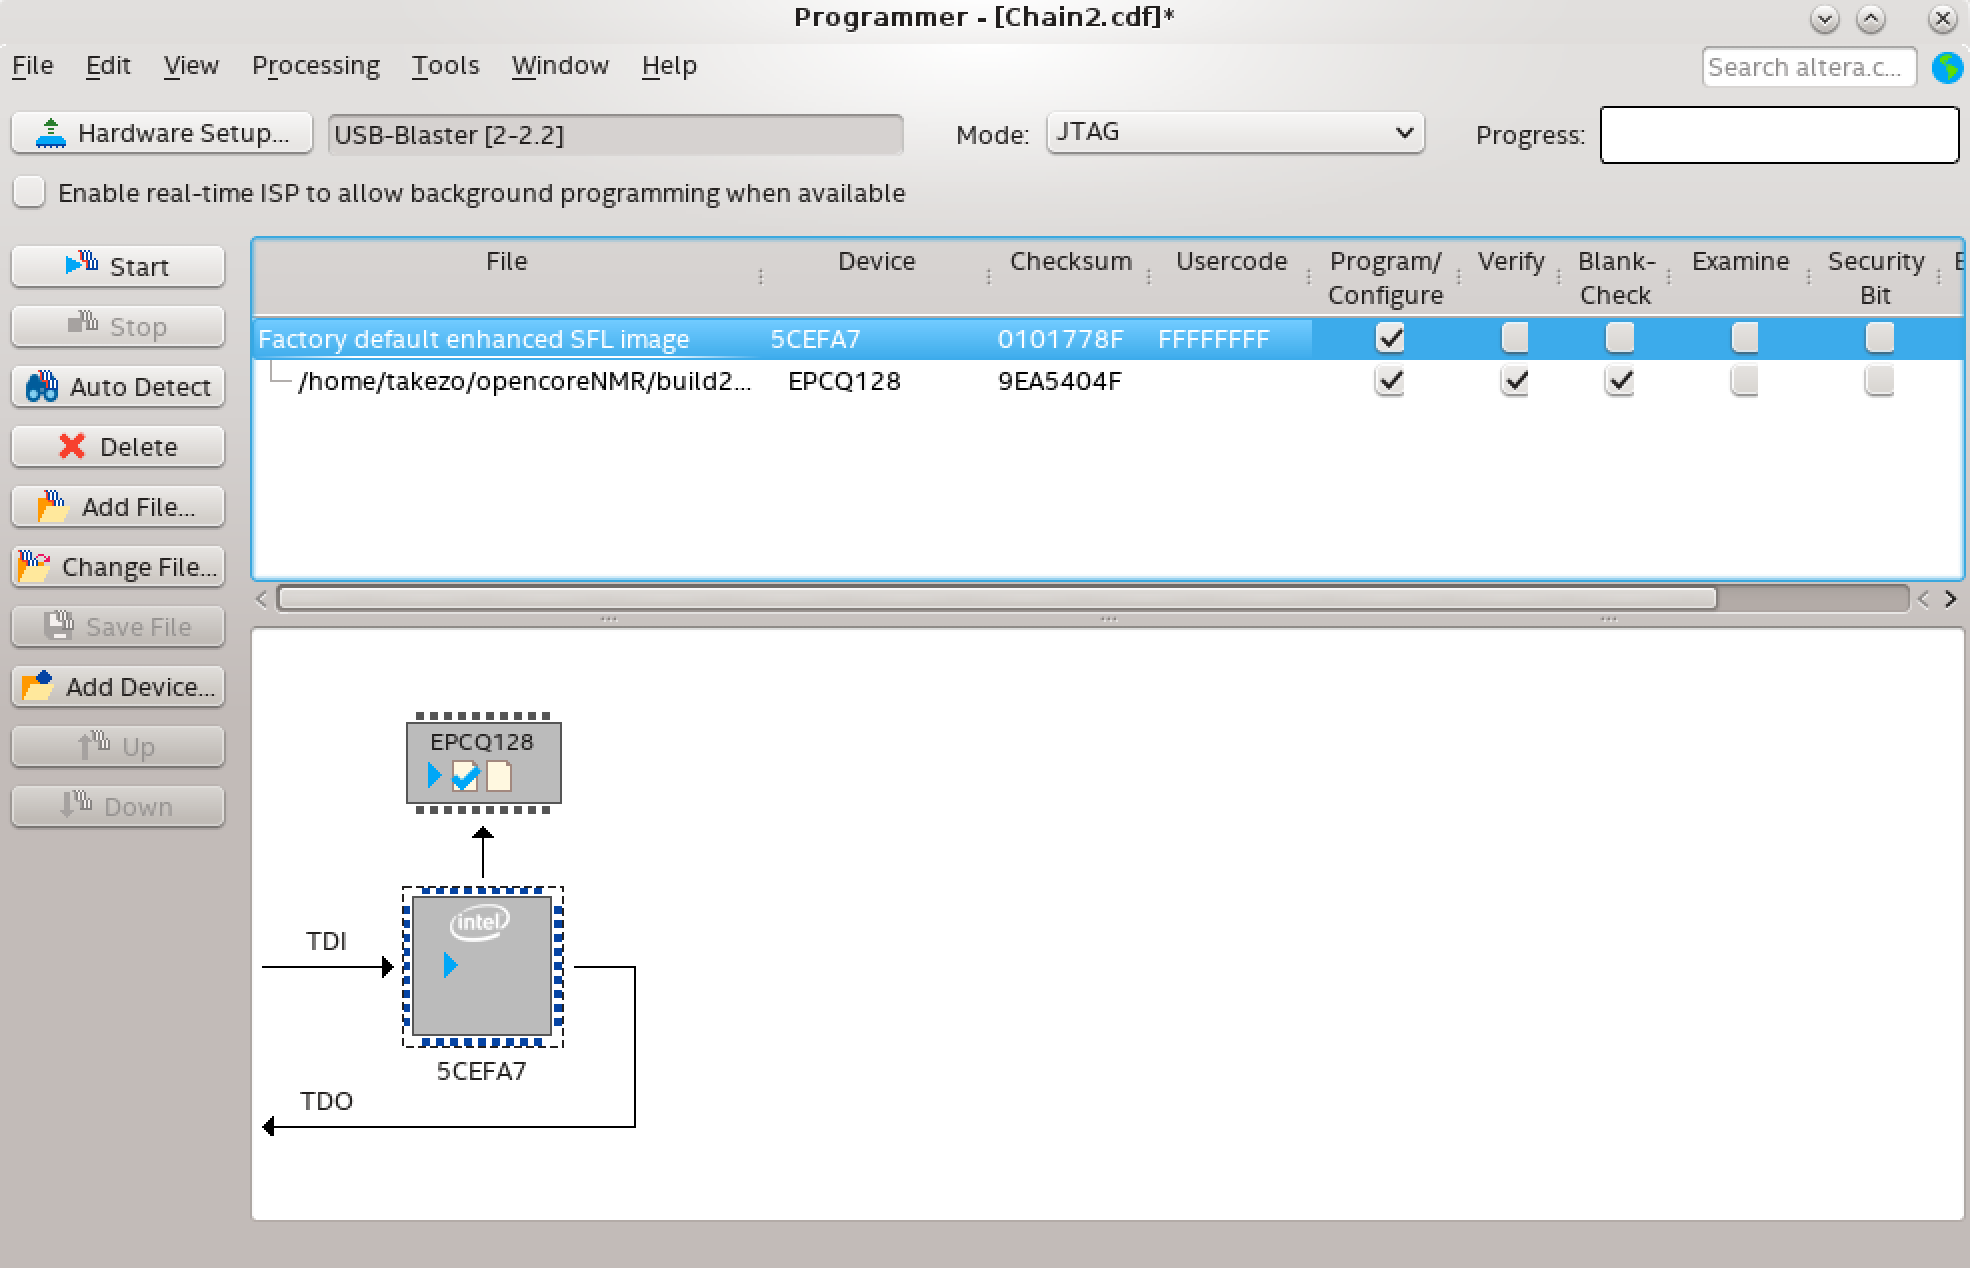 Programmer - [Chain2.cdf]*
File Edit View Processing Tools Window Help
Search altera.c...
Hardware Setup... USB-Blaster [2-2.2] Mode: JTAG Progress:
Enable real-time ISP to allow background programming when available
Start
Stop
Auto Detect
Delete
Add File...
Change File...
Save File
Add Device...
Up
Down
File Device Checksum Usercode Program/ Verify Blank- Examine Security E
Configure Check Bit
Factory default enhanced SFL image 5CEFA7 0101778F FFFFFFFF
/home/takezo/opencoreNMR/build2... EPCQ128 9EA5404F
EPCQ128
intel
TDI
5CEFA7
TDO